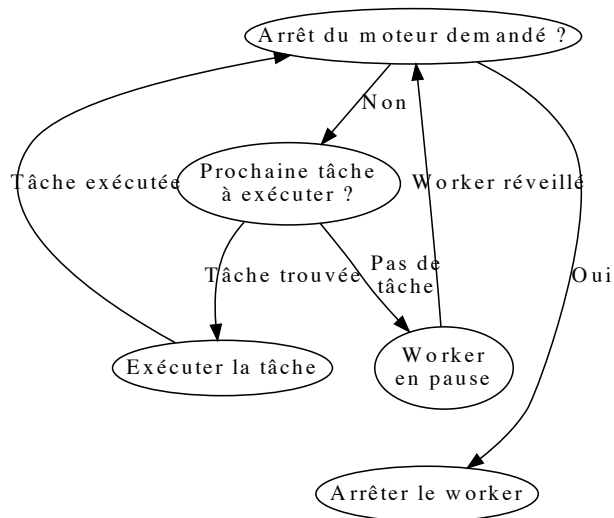 Arrêt du moteur demandé ?
Non
Prochaine tâche
à exécuter ?
Tâche exécutée
Worker réveillé
Tâche trouvée
Pas de
tâche
Oui
Exécuter la tâche
Worker
en pause
Arrêter le worker